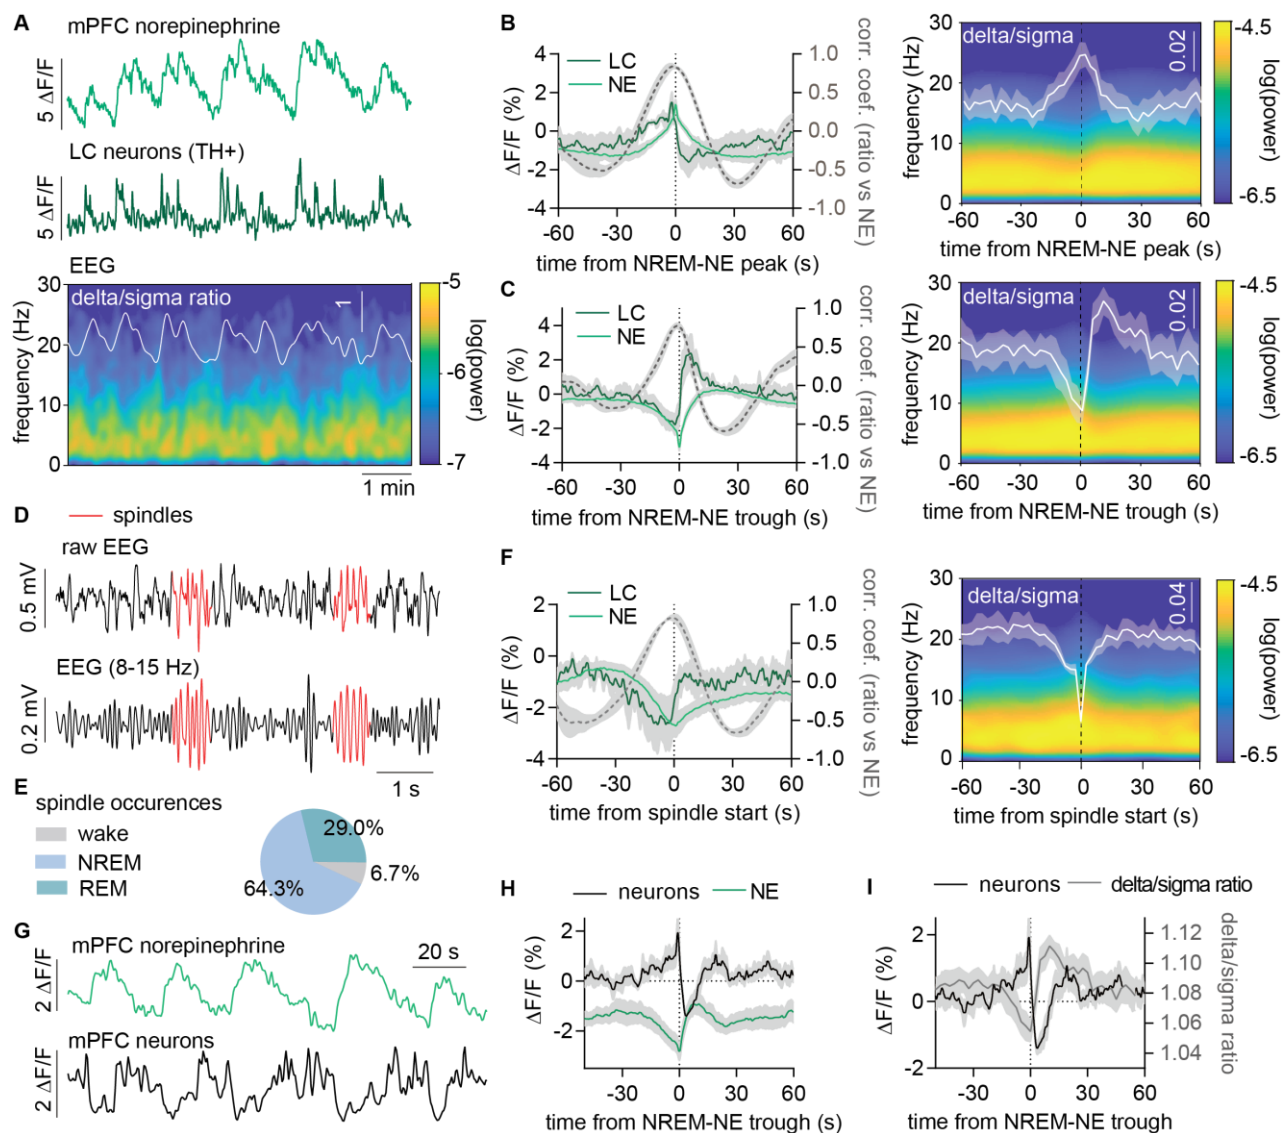 A
mPFC norepinephrine
5 ΔF/F
LC neurons (TH+)
5 ΔF/F
EEG
30
20
10
0
frequency (Hz)
delta/sigma ratio
1
-5
-6
-7
log(power)
1 min
B
4
2
0
-2
-4
ΔF/F (%)
LC
NE
1.0
0.5
0.0
-0.5
-1.0
corr. coef. (ratio vs NE)
-60 -30 0 30 60
time from NREM-NE peak (s)
30
20
10
0
frequency (Hz)
delta/sigma
0.02
-4.5
-6.5
log(power)
-60 -30 0 30 60
time from NREM-NE peak (s)
C
4
2
0
-2
-4
ΔF/F (%)
LC
NE
1.0
0.5
0.0
-0.5
-1.0
corr. coef. (ratio vs NE)
-60 -30 0 30 60
time from NREM-NE trough (s)
30
20
10
0
frequency (Hz)
delta/sigma
0.02
-4.5
-6.5
log(power)
-60 -30 0 30 60
time from NREM-NE trough (s)
D
spindles
raw EEG
0.5 mV
EEG (8-15 Hz)
0.2 mV
1 s
E
spindle occurences
wake
NREM
REM
29.0%
6.7%
64.3%
F
2
0
-2
-4
ΔF/F (%)
LC
NE
1.0
0.5
0.0
-0.5
-1.0
corr. coef. (ratio vs NE)
-60 -30 0 30 60
time from spindle start (s)
30
20
10
0
frequency (Hz)
delta/sigma
0.04
-4.5
-6.5
log(power)
-60 -30 0 30 60
time from spindle start (s)
G
mPFC norepinephrine
20 s
2 ΔF/F
mPFC neurons
2 ΔF/F
H
neurons
NE
2
0
-2
ΔF/F (%)
-30 0 30 60
time from NREM-NE trough (s)
I
neurons
delta/sigma ratio
2
0
-2
ΔF/F (%)
1.12
1.10
1.08
1.06
1.04
delta/sigma ratio
-30 0 30 60
time from NREM-NE trough